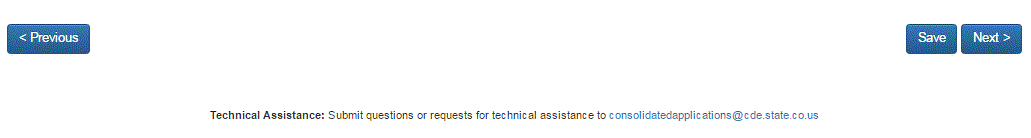 < Previous Save Next >
Technical Assistance: Submit questions or requests for technical assistance to consolidatedapplications@cde.state.co.us